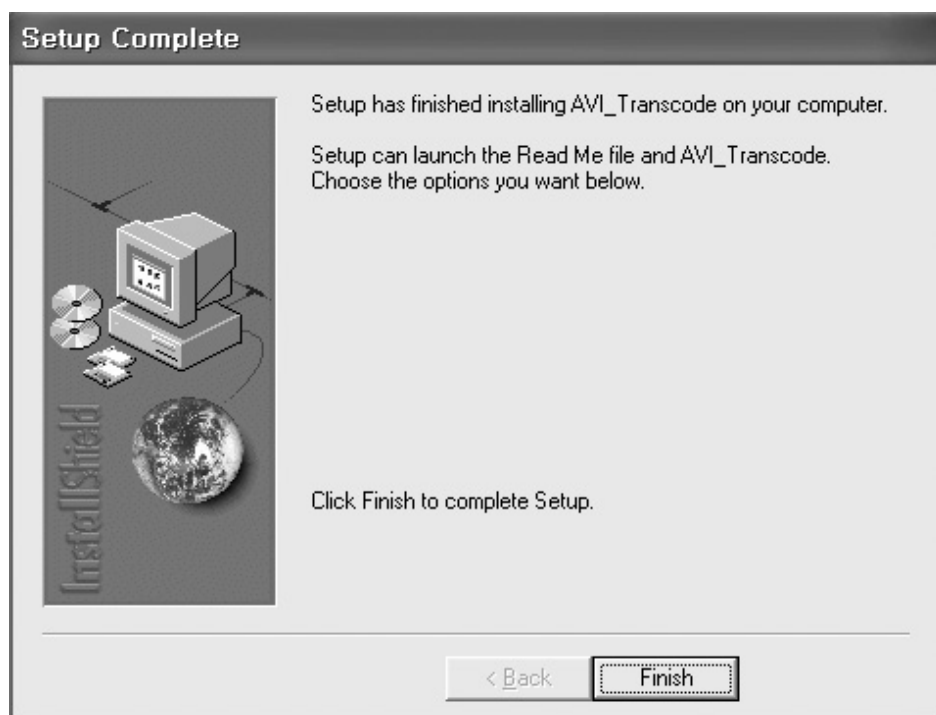 Setup Complete
Setup has finished installing AVI_Transcode on your computer.
Setup can launch the Read Me file and AVI_Transcode.
Choose the options you want below.
InstallShield
Click Finish to complete Setup.
< Back
Finish